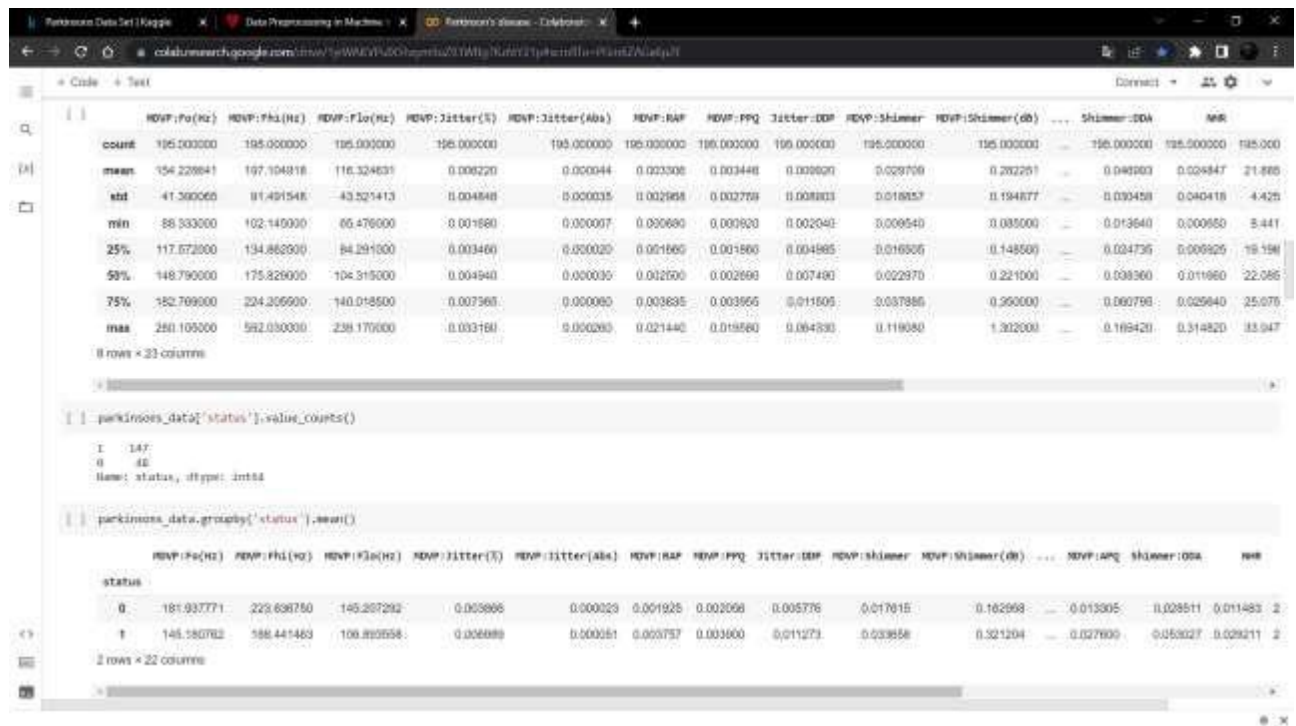 Parkinsons Data Set | Kaggle
Data Preprocessing in Machine
Parkinson's disease - Colaborato
colab.research.google.com
+ Code + Text
Connect
MDVP:Fo(Hz) MDVP:Fhi(Hz) MDVP:Flo(Hz) MDVP:Jitter(%) MDVP:Jitter(Abs) MDVP:RAP MDVP:PPQ Jitter:DDP MDVP:Shimmer MDVP:Shimmer(dB) ... Shimmer:DDA NHR
count 195.000000 195.000000 195.000000 195.000000 195.000000 195.000000 195.000000 195.000000 195.000000 195.000000 ... 195.000000 195.000000 195.000
mean 154.228641 197.104918 116.324631 0.006220 0.000044 0.003306 0.003446 0.009920 0.029709 0.282251 ... 0.046993 0.024847 21.885
std 41.390065 91.491548 43.521413 0.004848 0.000035 0.002968 0.002759 0.008903 0.018857 0.194877 ... 0.030459 0.040418 4.425
min 88.333000 102.145000 65.476000 0.001680 0.000007 0.000680 0.000920 0.002040 0.009540 0.085000 ... 0.013640 0.000650 8.441
25% 117.572000 134.862500 84.291000 0.003460 0.000020 0.001660 0.001860 0.004985 0.016505 0.148500 ... 0.024735 0.005925 19.198
50% 148.790000 175.829000 104.315000 0.004940 0.000030 0.002500 0.002690 0.007490 0.022970 0.221000 ... 0.038360 0.011660 22.085
75% 182.769000 224.205500 140.018500 0.007365 0.000060 0.003835 0.003955 0.011505 0.037885 0.350000 ... 0.060795 0.025640 25.075
max 260.105000 592.030000 239.170000 0.033160 0.000260 0.021440 0.019580 0.064330 0.119080 1.302000 ... 0.169420 0.314820 33.047
8 rows × 23 columns
[ ] parkinsons_data['status'].value_counts()
1 147
0 48
Name: status, dtype: int64
[ ] parkinsons_data.groupby('status').mean()
MDVP:Fo(Hz) MDVP:Fhi(Hz) MDVP:Flo(Hz) MDVP:Jitter(%) MDVP:Jitter(Abs) MDVP:RAP MDVP:PPQ Jitter:DDP MDVP:Shimmer MDVP:Shimmer(dB) ... MDVP:APQ Shimmer:DDA NHR
status
0 181.937771 223.636750 145.207292 0.003866 0.000023 0.001925 0.002056 0.005776 0.017615 0.162958 ... 0.013305 0.028511 0.011483 2
1 145.180762 188.441463 106.893558 0.006989 0.000051 0.003757 0.003900 0.011273 0.033658 0.321204 ... 0.027600 0.053027 0.029211 2
2 rows × 22 columns